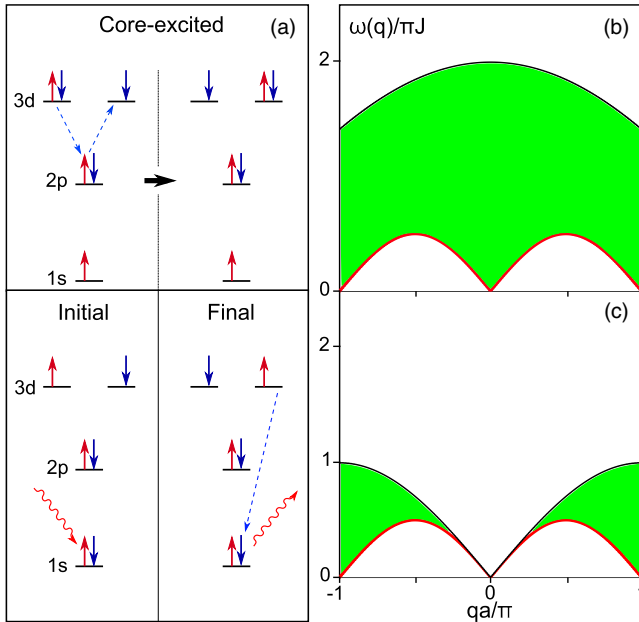 Core-excited (a)
3d
2p
1s
Initial Final
3d
2p
1s
ω(q)/πJ (b)
2
0
(c)
2
1
0
-1 0
qa/π